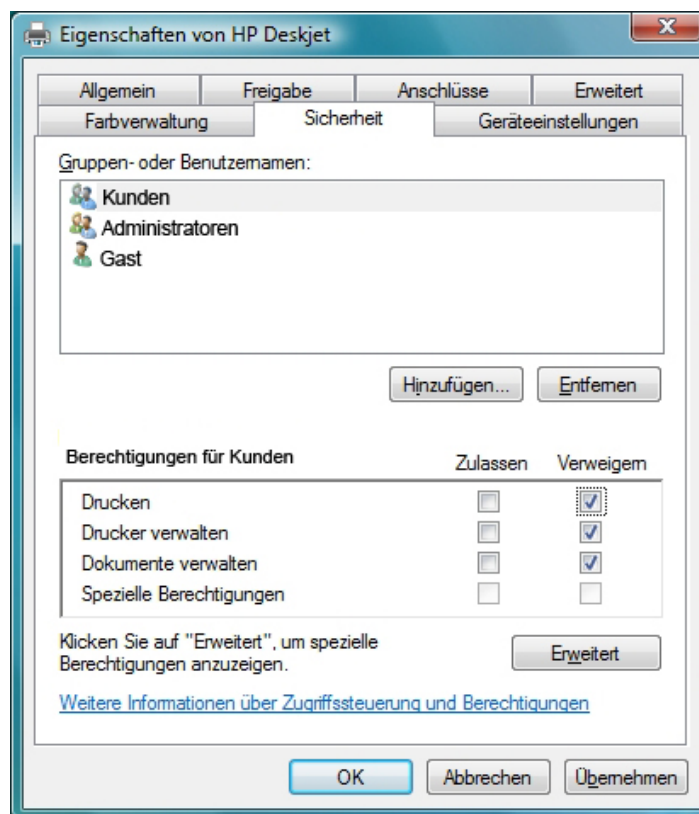 Eigenschaften von HP Deskjet
X
Allgemein Freigabe Anschlüsse Erweitert
Farbverwaltung Sicherheit Geräteeinstellungen
Gruppen- oder Benutzernamen:
Kunden
Administratoren
Gast
Hinzufügen... Entfernen
Berechtigungen für Kunden Zulassen Verweigern
Drucken
Drucker verwalten
Dokumente verwalten
Spezielle Berechtigungen
Klicken Sie auf "Erweitert", um spezielle
Berechtigungen anzuzeigen.
Erweitert
Weitere Informationen über Zugriffssteuerung und Berechtigungen
OK Abbrechen Übernehmen